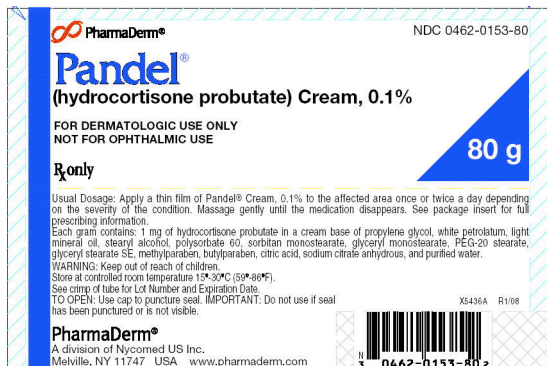 PharmaDerm®
NDC 0462-0153-80
Pandel®
(hydrocortisone probutate) Cream, 0.1%
FOR DERMATOLOGIC USE ONLY
NOT FOR OPHTHALMIC USE
80 g
Rx only
Usual Dosage: Apply a thin film of Pandel® Cream, 0.1% to the affected area once or twice a day depending
on the severity of the condition. Massage gently until the medication disappears. See package insert for full
prescribing information.
Each gram contains: 1 mg of hydrocortisone probutate in a cream base of propylene glycol, white petrolatum, light
mineral oil, stearyl alcohol, polysorbate 60, sorbitan monostearate, glyceryl monostearate, PEG-20 stearate,
glyceryl stearate SE, methylparaben, butylparaben, citric acid, sodium citrate anhydrous, and purified water.
WARNING: Keep out of reach of children.
Store at controlled room temperature 15°-30°C (59°-86°F).
See crimp of tube for Lot Number and Expiration Date.
TO OPEN: Use cap to puncture seal. IMPORTANT: Do not use if seal
has been punctured or is not visible.
X5436A R1/08
PharmaDerm®
A division of Nycomed US Inc.
Melville, NY 11747 USA www.pharmaderm.com
N
3 0462-0153-80 2